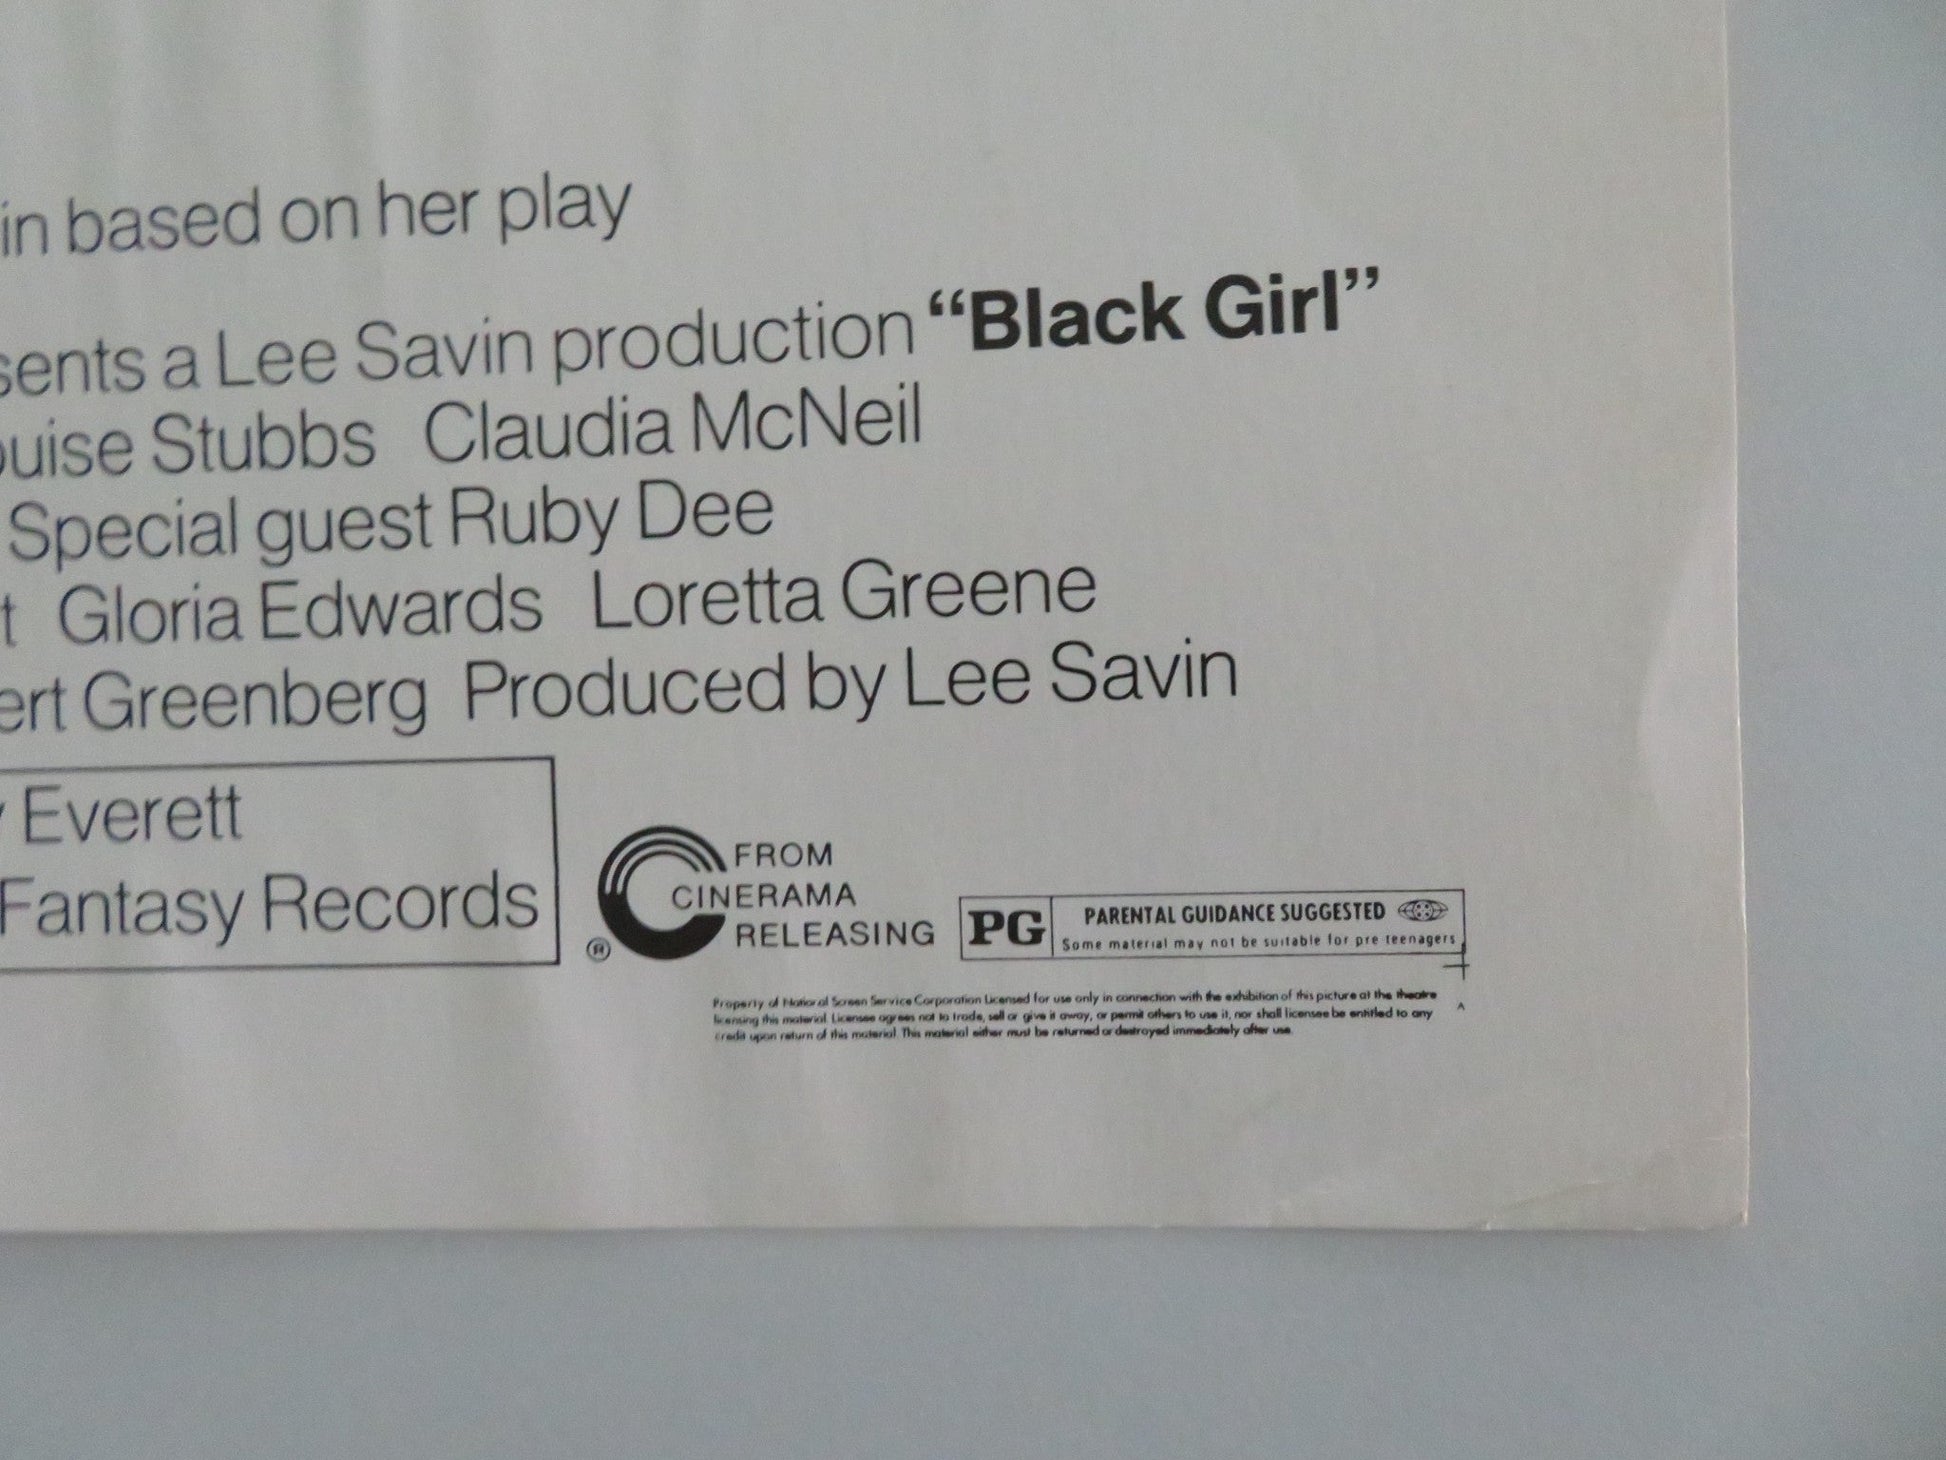 in based on her play
sents a Lee Savin production “Black Girl”
ouise Stubbs Claudia McNeil
Special guest Ruby Dee
t Gloria Edwards Loretta Greene
ert Greenberg Produced by Lee Savin
y Everett
Fantasy Records
FROM
CINERAMA
RELEASING
®
PG
PARENTAL GUIDANCE SUGGESTED
Some material may not be suitable for pre teenagers
Property of National Screen Service Corporation Licensed for use only in connection with the exhibition of this picture at the theatre
licensing this material. Licensee agrees not to trade, sell or give it away, or permit others to use it, nor shall licensee be entitled to any
credit upon return of this material. This material either must be returned or destroyed immediately after use.